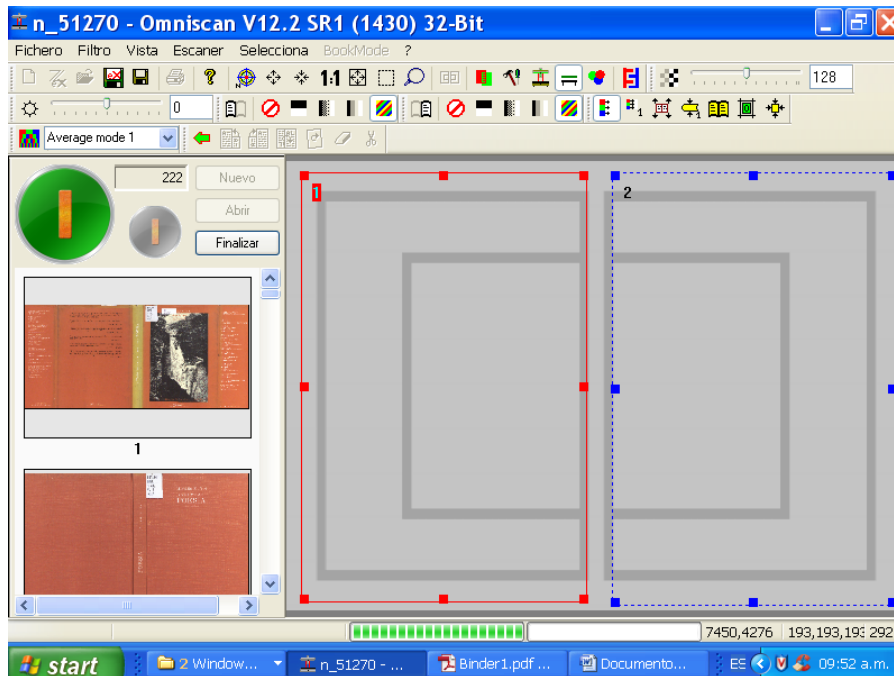 n_51270 - Omniscan V12.2 SR1 (1430) 32-Bit
Fichero Filtro Vista Escaner Selecciona BookMode ?
1:1 128
0
Average mode 1
222 Nuevo
Abrir
Finalizar
1 2
POESIA
1
7450,4276 193,193,193 292
start 2 Window... n_51270 - ... Binder1.pdf ... Documento... ES 09:52 a.m.